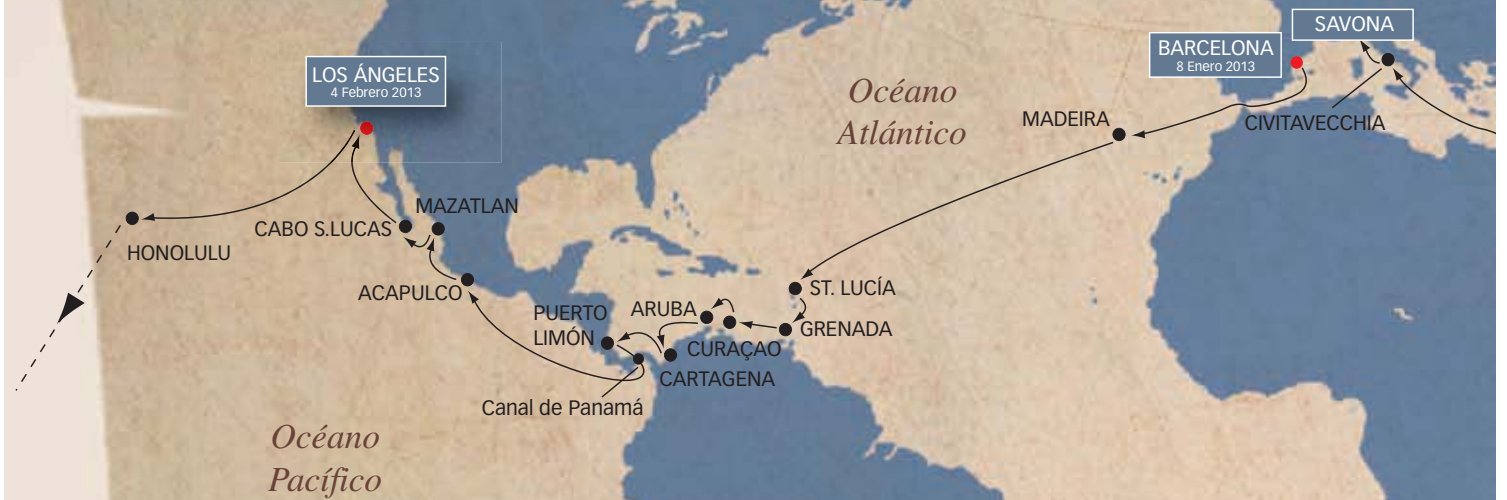 SAVONA
BARCELONA
8 Enero 2013
LOS ÁNGELES
4 Febrero 2013
Océano
Atlántico
MADEIRA
CIVITAVECCHIA
MAZATLAN
CABO S.LUCAS
HONOLULU
ACAPULCO
ST. LUCÍA
PUERTO
LIMÓN
ARUBA
GRENADA
CURAÇAO
CARTAGENA
Canal de Panamá
Océano
Pacífico